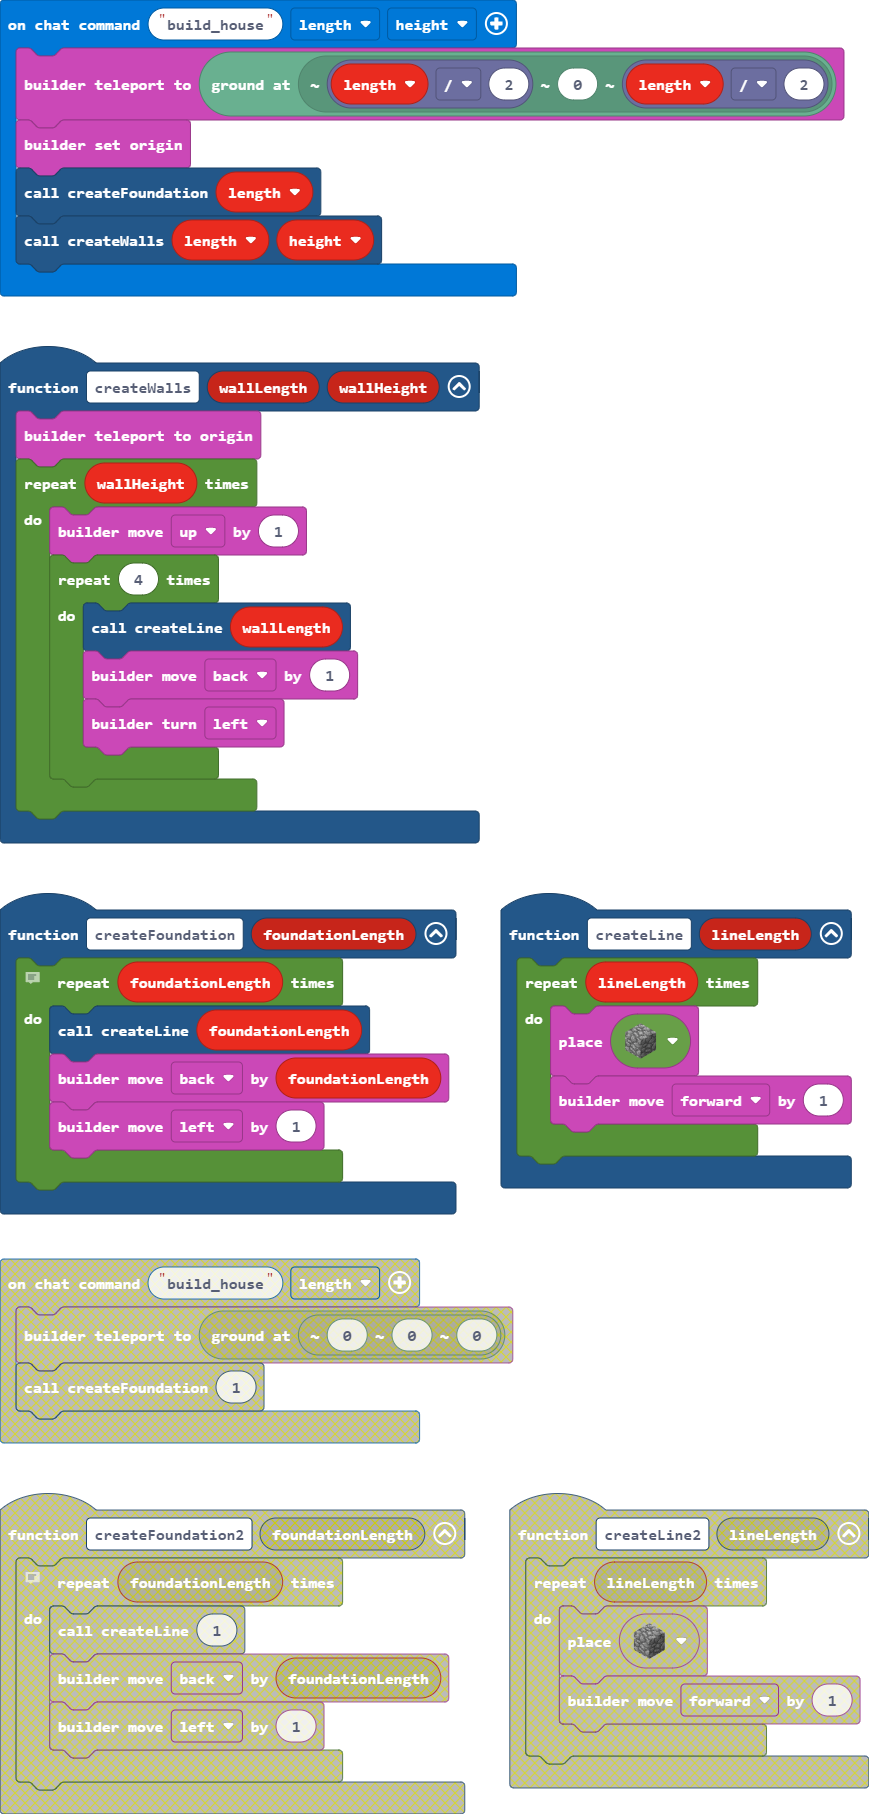 on chat command "build_house" length height
builder teleport to ground at ~ length / 2 ~ 0 ~ length / 2
builder set origin
call createFoundation length
call createWalls length height
function createWalls wallLength wallHeight
builder teleport to origin
repeat wallHeight times
do
builder move up by 1
repeat 4 times
do
call createLine wallLength
builder move back by 1
builder turn left
function createFoundation foundationLength
repeat foundationLength times
do
call createLine foundationLength
builder move back by foundationLength
builder move left by 1
function createLine lineLength
repeat lineLength times
do
place
builder move forward by 1
on chat command "build_house" length
builder teleport to ground at ~ 0 ~ 0 ~ 0
call createFoundation 1
function createFoundation2 foundationLength
repeat foundationLength times
do
call createLine 1
builder move back by foundationLength
builder move left by 1
function createLine2 lineLength
repeat lineLength times
do
place
builder move forward by 1